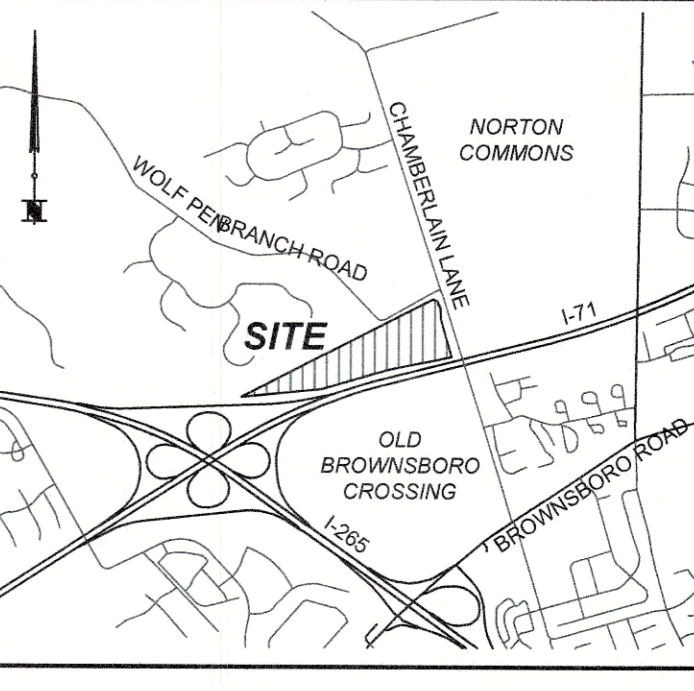 NORTON
COMMONS
CHAMBERLAIN LANE
WOLF PEN BRANCH ROAD
N
SITE
I-71
OLD
BROWNSBORO
CROSSING
BROWNSBORO ROAD
I-265